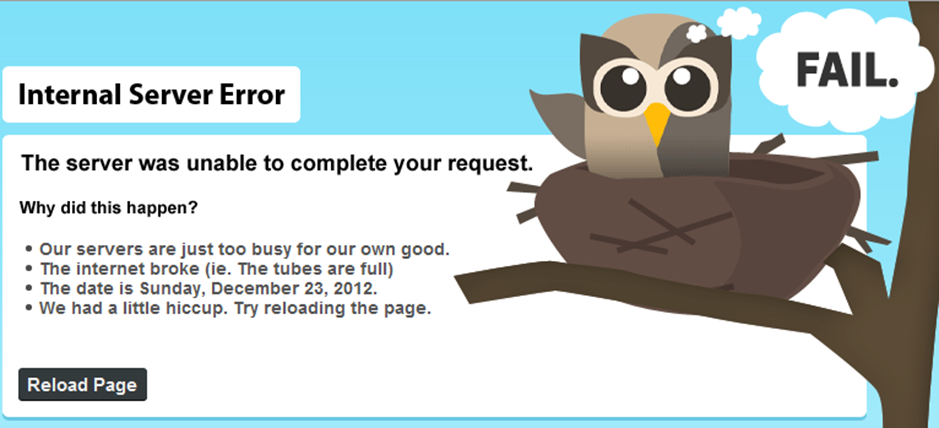 FAIL.
Internal Server Error
The server was unable to complete your request.
Why did this happen?
• Our servers are just too busy for our own good.
• The internet broke (ie. The tubes are full)
• The date is Sunday, December 23, 2012.
• We had a little hiccup. Try reloading the page.
Reload Page